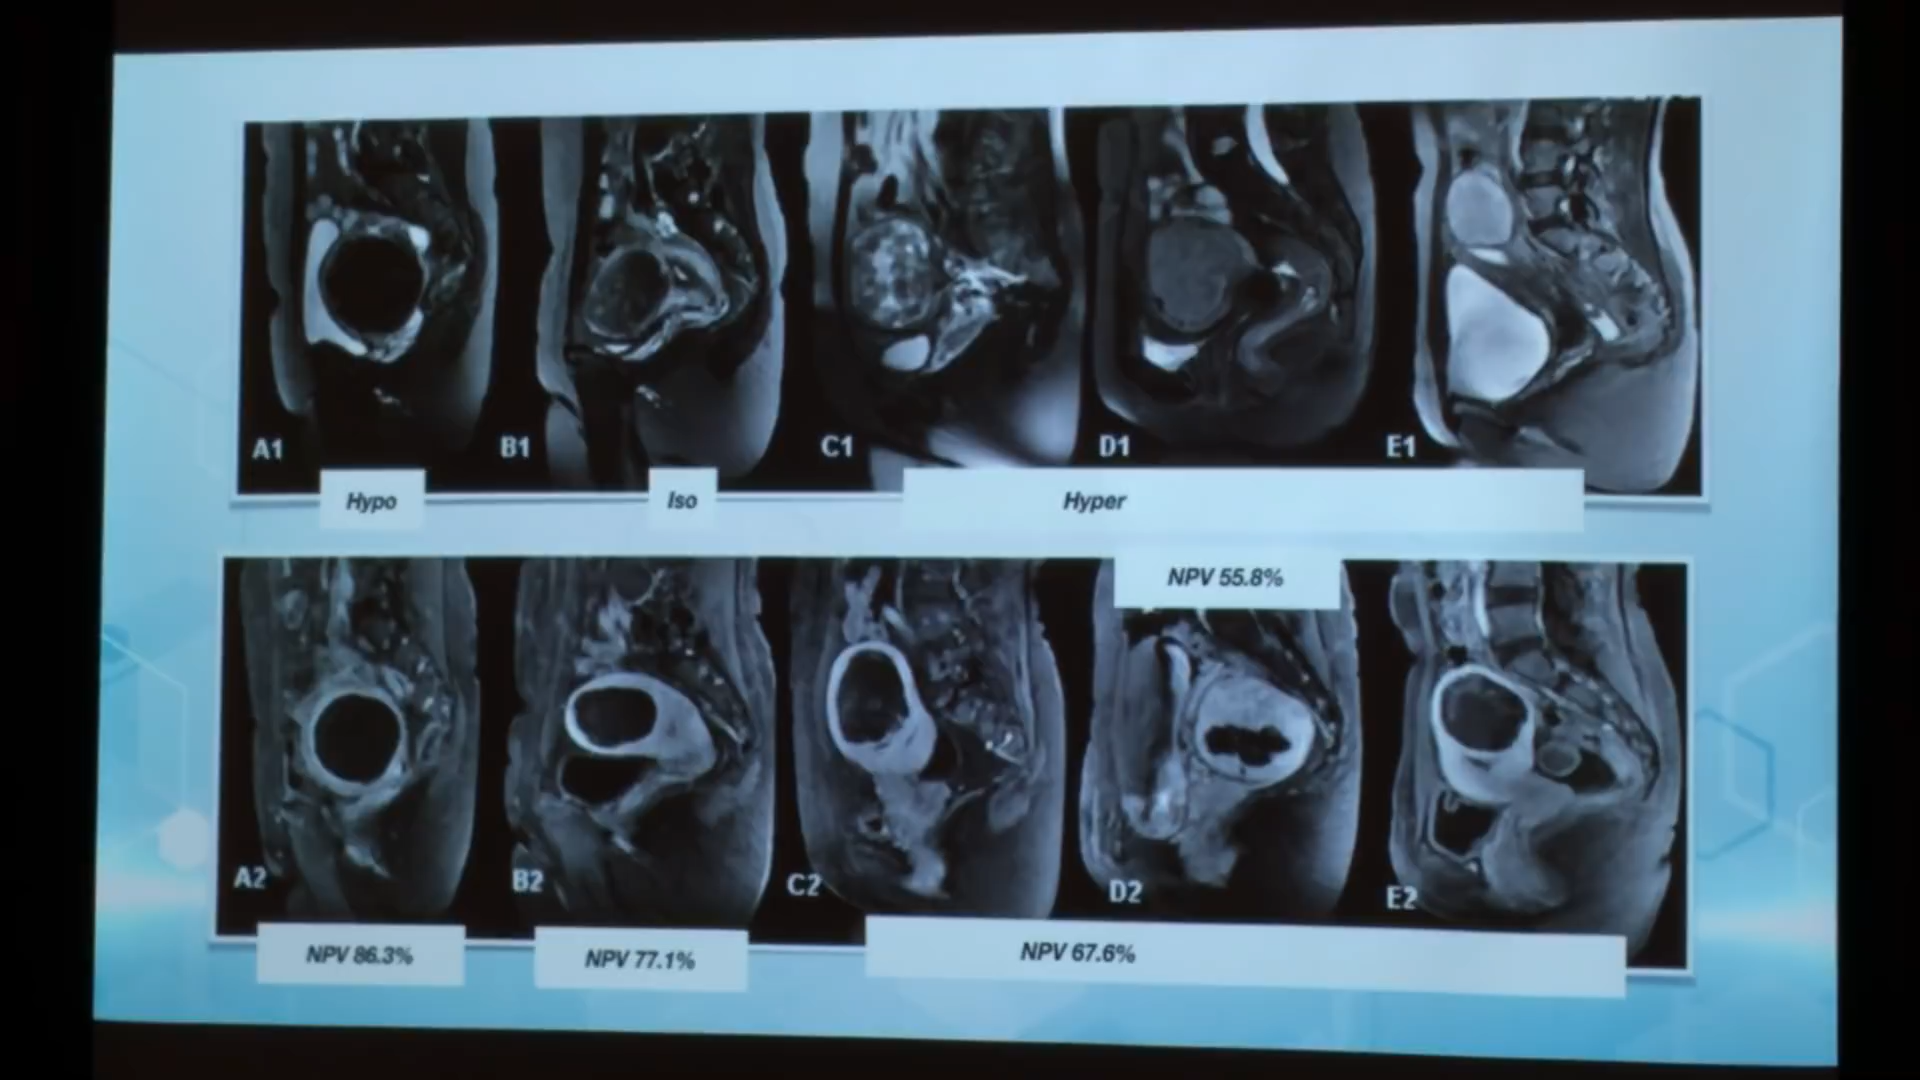 A1
B1
C1
D1
E1
Hypo
Iso
Hyper
NPV 55.8%
A2
B2
C2
D2
E2
NPV 86.3%
NPV 77.1%
NPV 67.6%